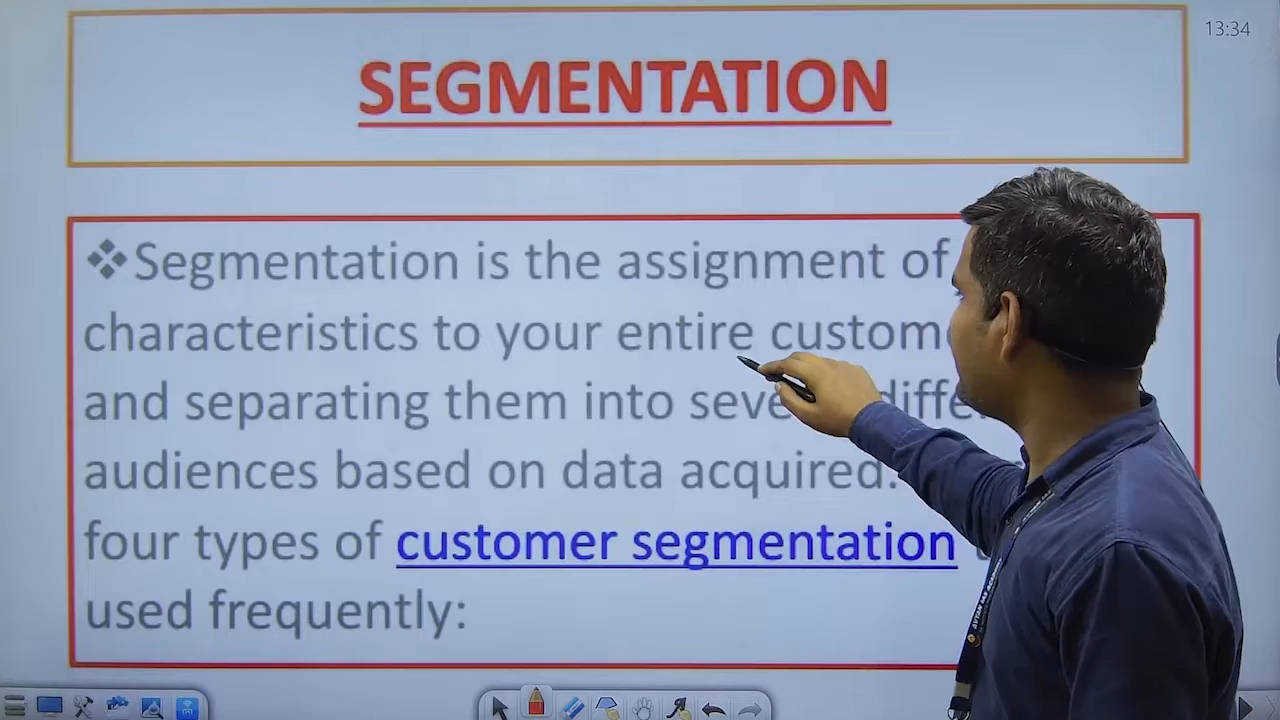 13:34
SEGMENTATION
Segmentation is the assignment of
characteristics to your entire
and separating them into
audiences based on data acquired.
four types of customer segmentation
used frequently: